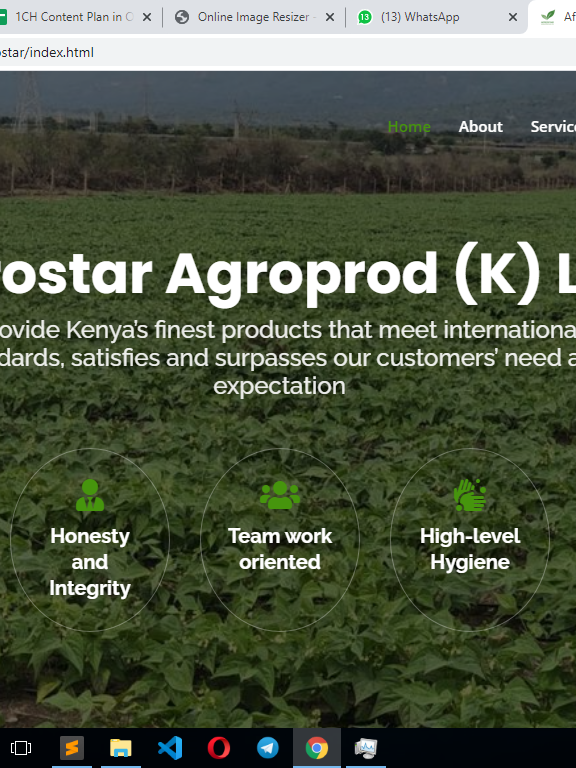 1CH Content Plan in
Online Image Resizer
13
(13) WhatsApp
Af
ostar/index.html
Home
About
Service
rostar Agroprod (K) L
ovide Kenya's finest products that meet internationa
dards, satisfies and surpasses our customers' need a
expectation
Honesty
and
Integrity
Team work
oriented
High-level
Hygiene